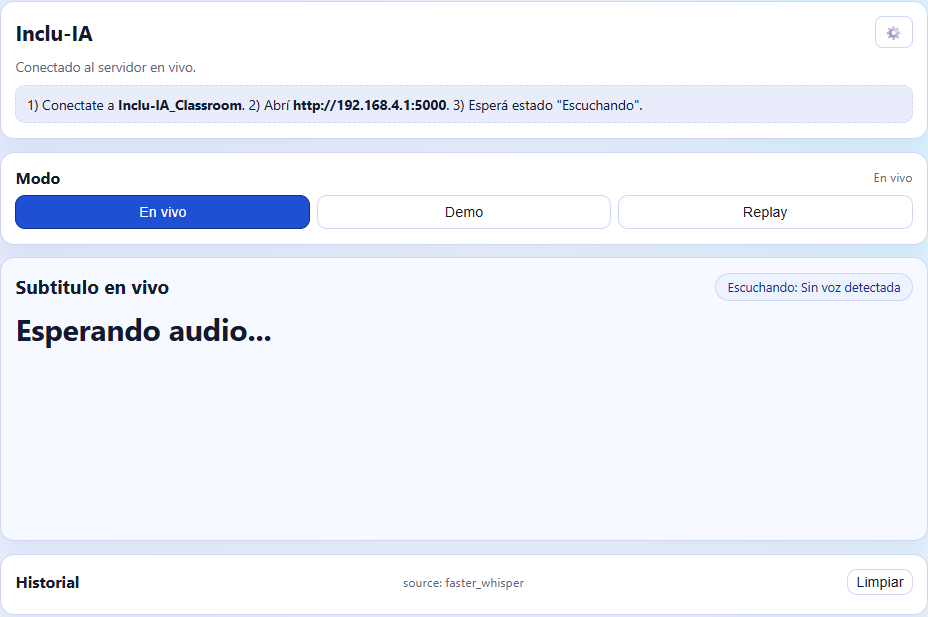 Inclu-IA
Conectado al servidor en vivo.
1) Conectate a Inclu-IA_Classroom. 2) Abrí http://192.168.4.1:5000. 3) Esperá estado "Escuchando".
Modo
En vivo
En vivo
Demo
Replay
Subtitulo en vivo
Escuchando: Sin voz detectada
Esperando audio...
Historial
source: faster_whisper
Limpiar